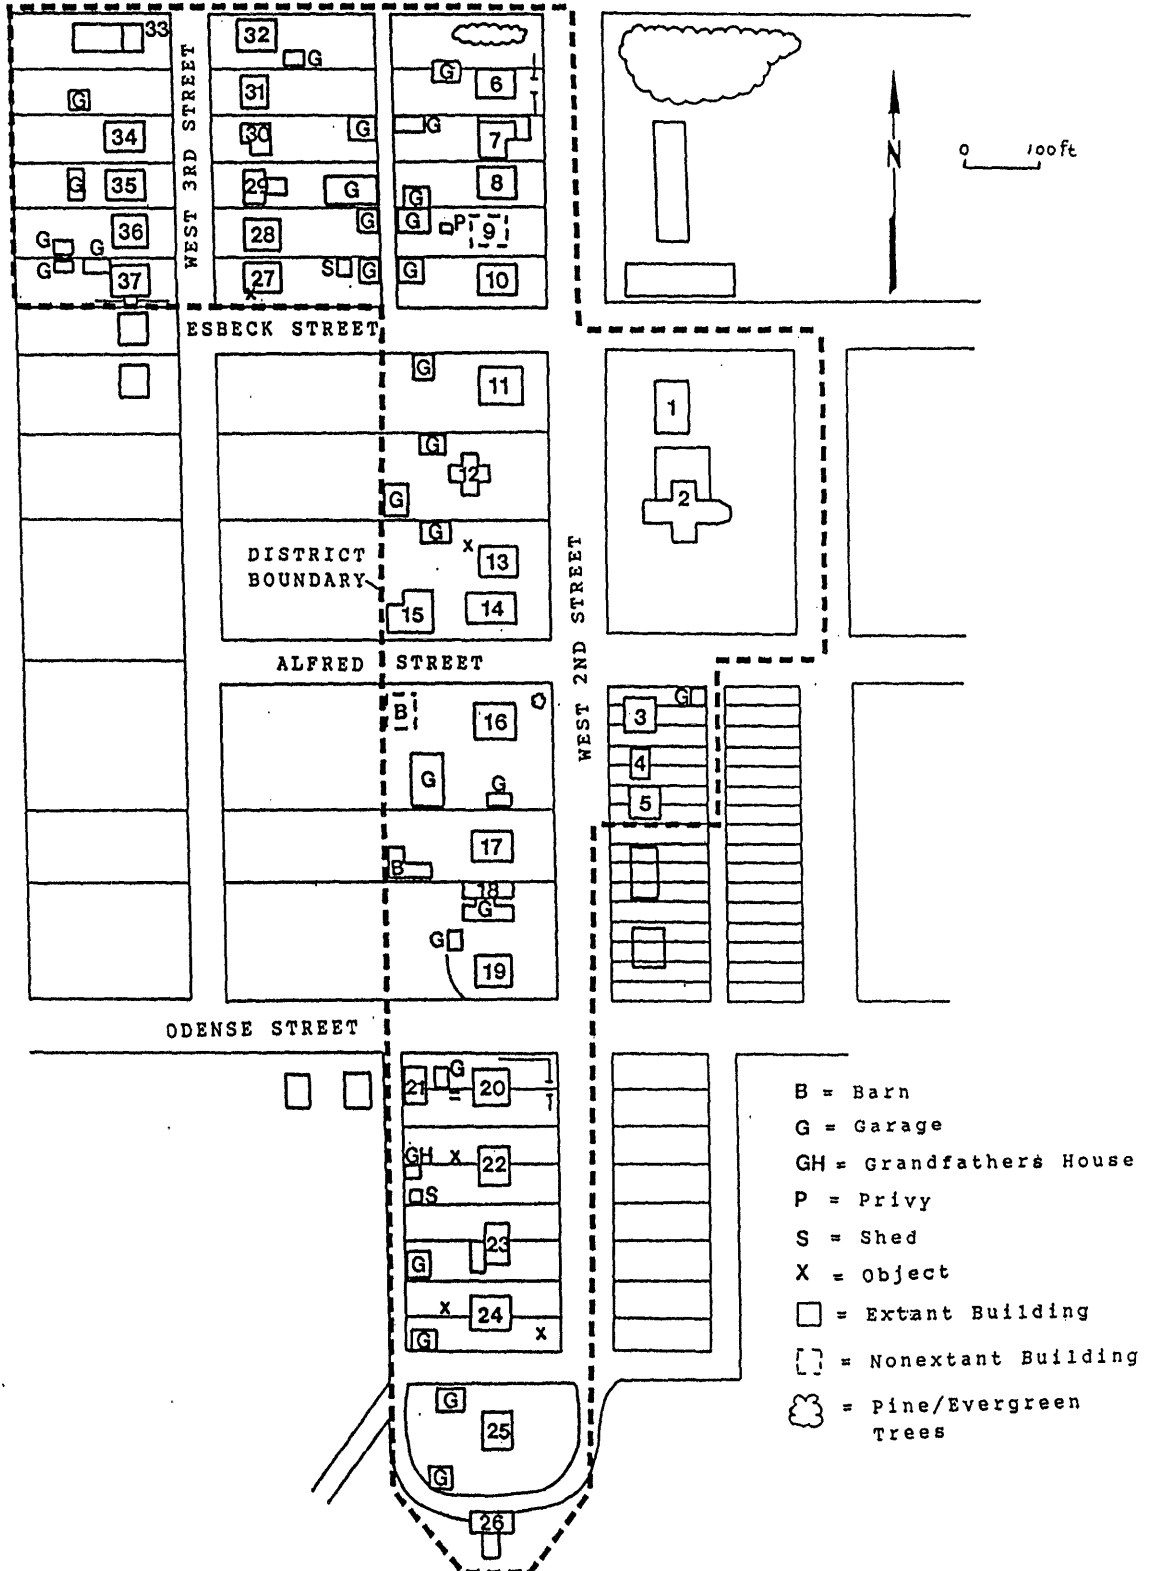 33
32
G
G
6
G
31
WEST 3RD STREET
N
0 100ft
34
30
G
G
7
G
35
29
G
G
8
G
36
G
28
G
G
P
9
G
37
27
S
G
G
10
X
ESBECK STREET
G
11
1
G
12
G
2
G
X
13
DISTRICT
BOUNDARY
15
14
ALFRED STREET
WEST 2ND STREET
B
16
G
3
4
G
G
5
17
B
18
G
G
19
ODENSE STREET
21
G
20
GH
X
22
S
23
G
X
24
G
X
G
25
G
26
B = Barn
G = Garage
GH = Grandfathers House
P = Privy
S = Shed
X = Object
= Extant Building
= Nonextant Building
= Pine/Evergreen
Trees